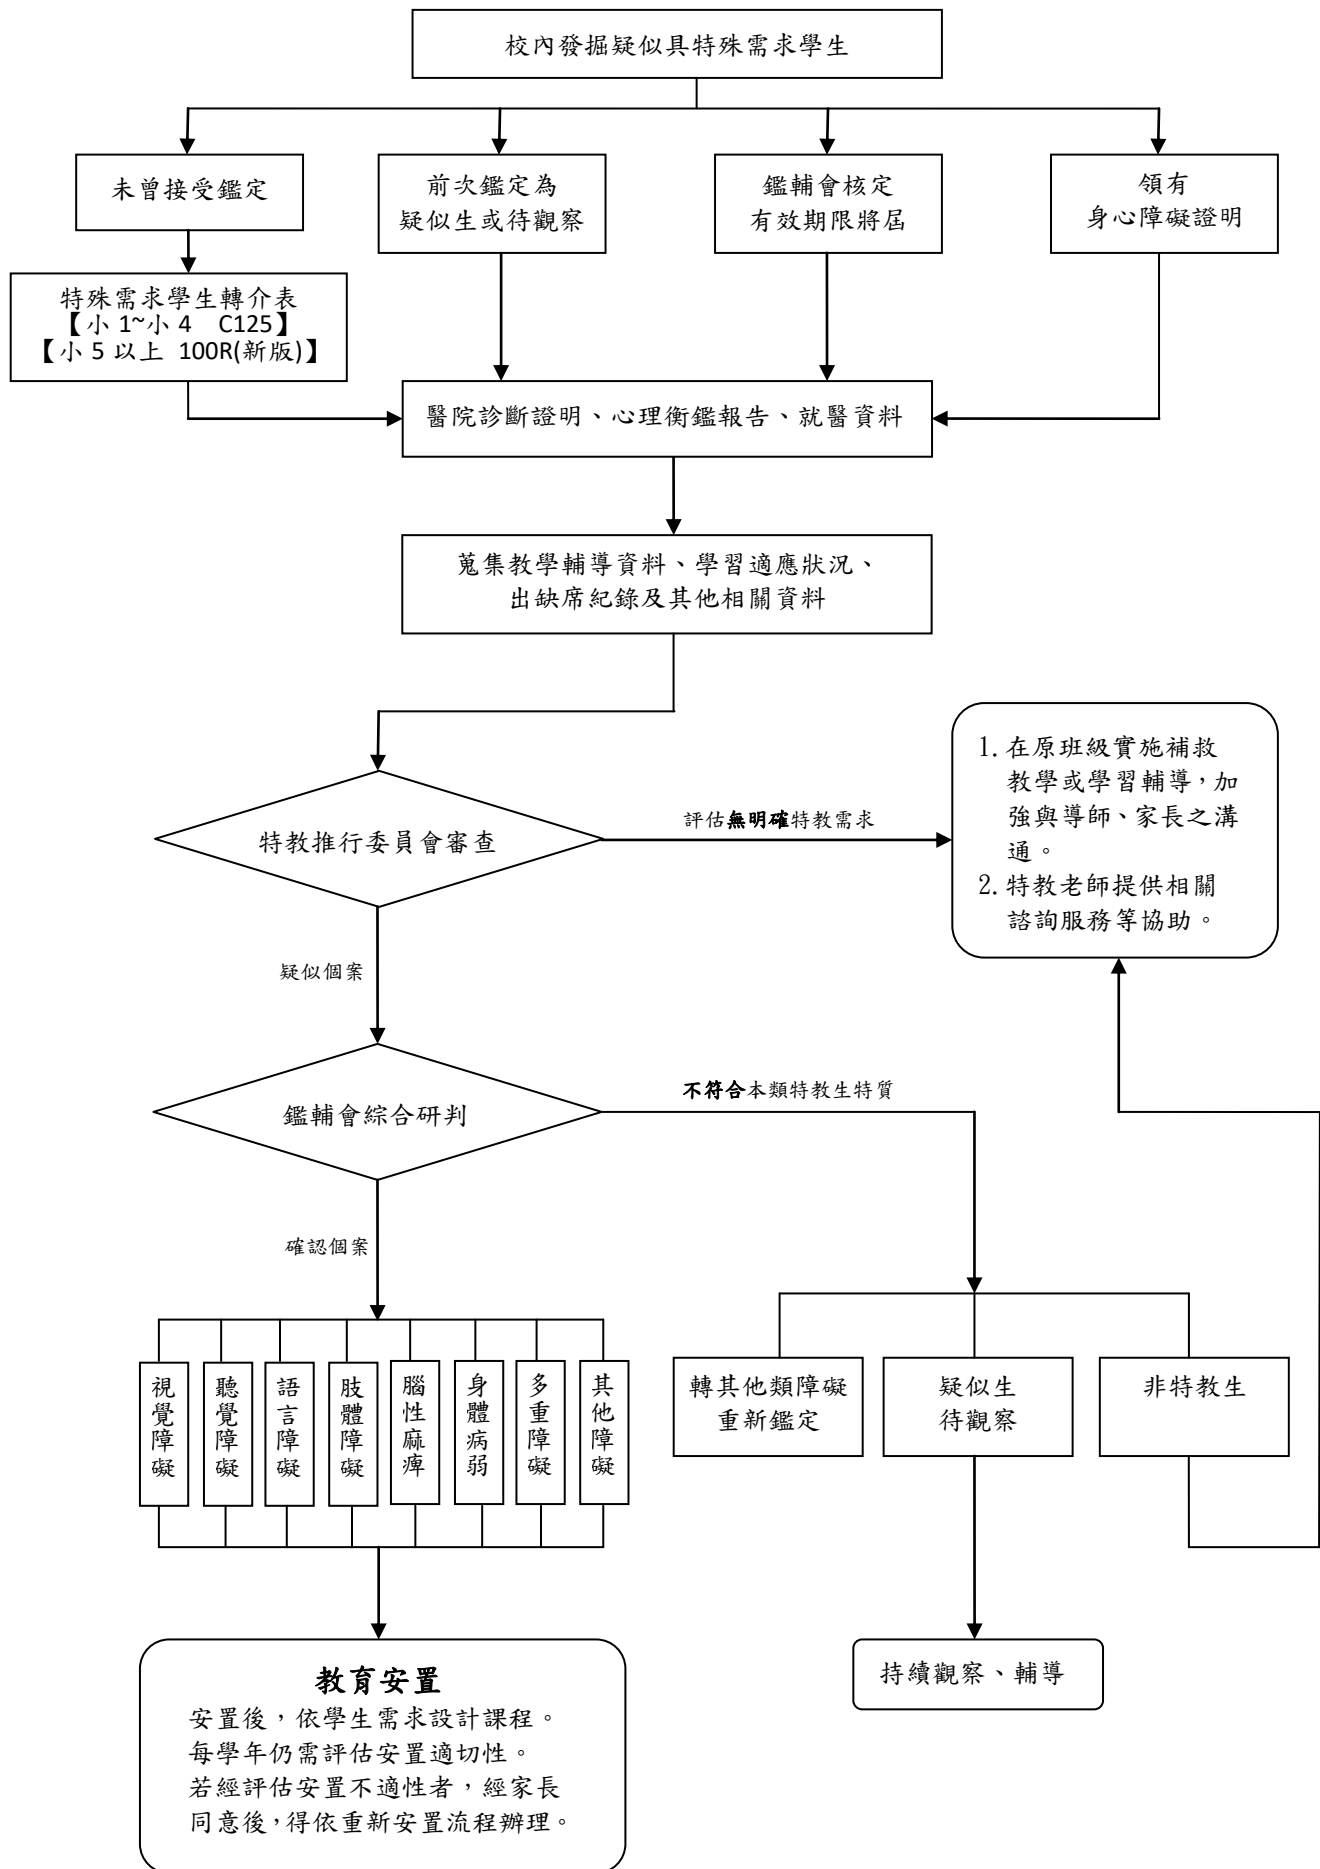 校內發掘疑似具特殊需求學生
未曾接受鑑定
前次鑑定為
疑似生或待觀察
鑑輔會核定
有效期限將屆
領有
身心障礙證明
特殊需求學生轉介表
【小 1~小 4 C125】
【小 5 以上 100R(新版)】
醫院診斷證明、心理衡鑑報告、就醫資料
蒐集教學輔導資料、學習適應狀況、
出缺席紀錄及其他相關資料
特教推行委員會審查
評估無明確特教需求
1. 在原班級實施補救
教學或學習輔導，加
強與導師、家長之溝
通。
2. 特教老師提供相關
諮詢服務等協助。
疑似個案
鑑輔會綜合研判
不符合本類特教生特質
確認個案
視覺障礙
聽覺障礙
語言障礙
肢體障礙
腦性麻痺
身體病弱
多重障礙
其他障礙
轉其他類障礙
重新鑑定
疑似生
待觀察
非特教生
教育安置
安置後，依學生需求設計課程。
每學年仍需評估安置適切性。
若經評估安置不適性者，經家長
同意後，得依重新安置流程辦理。
持續觀察、輔導